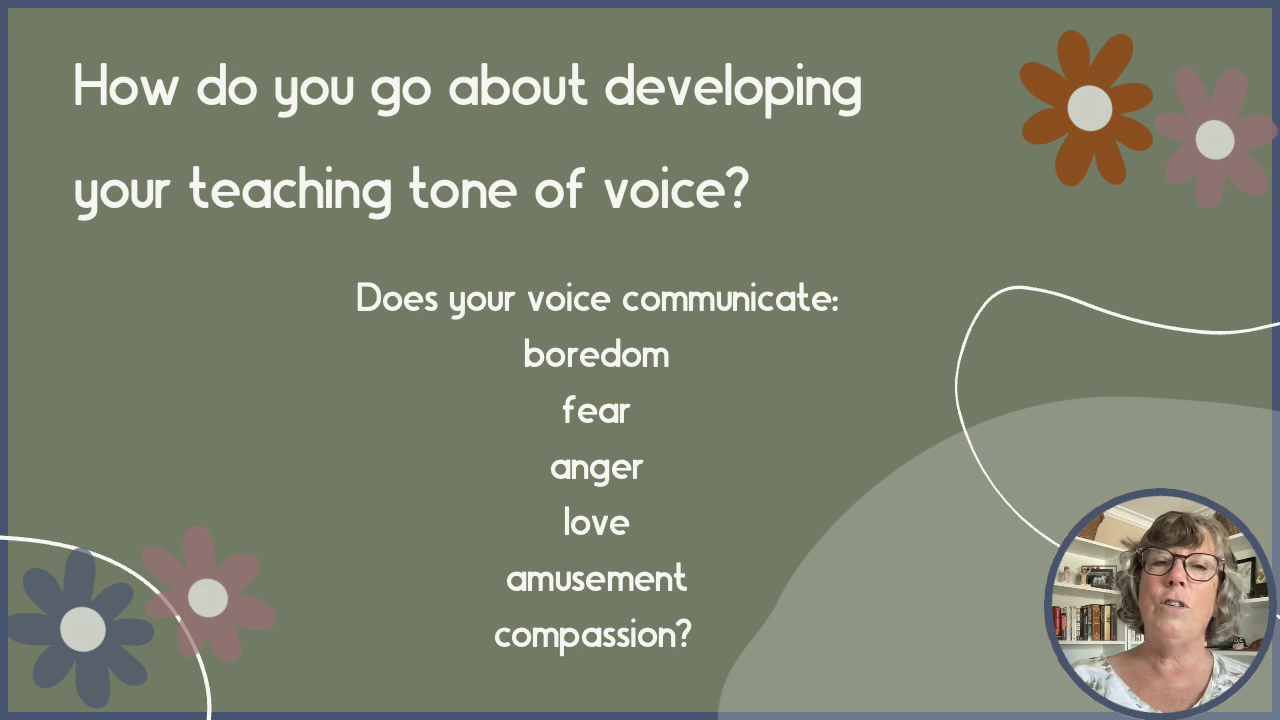 How do you go about developing
your teaching tone of voice?
Does your voice communicate:
boredom
fear
anger
love
amusement
compassion?